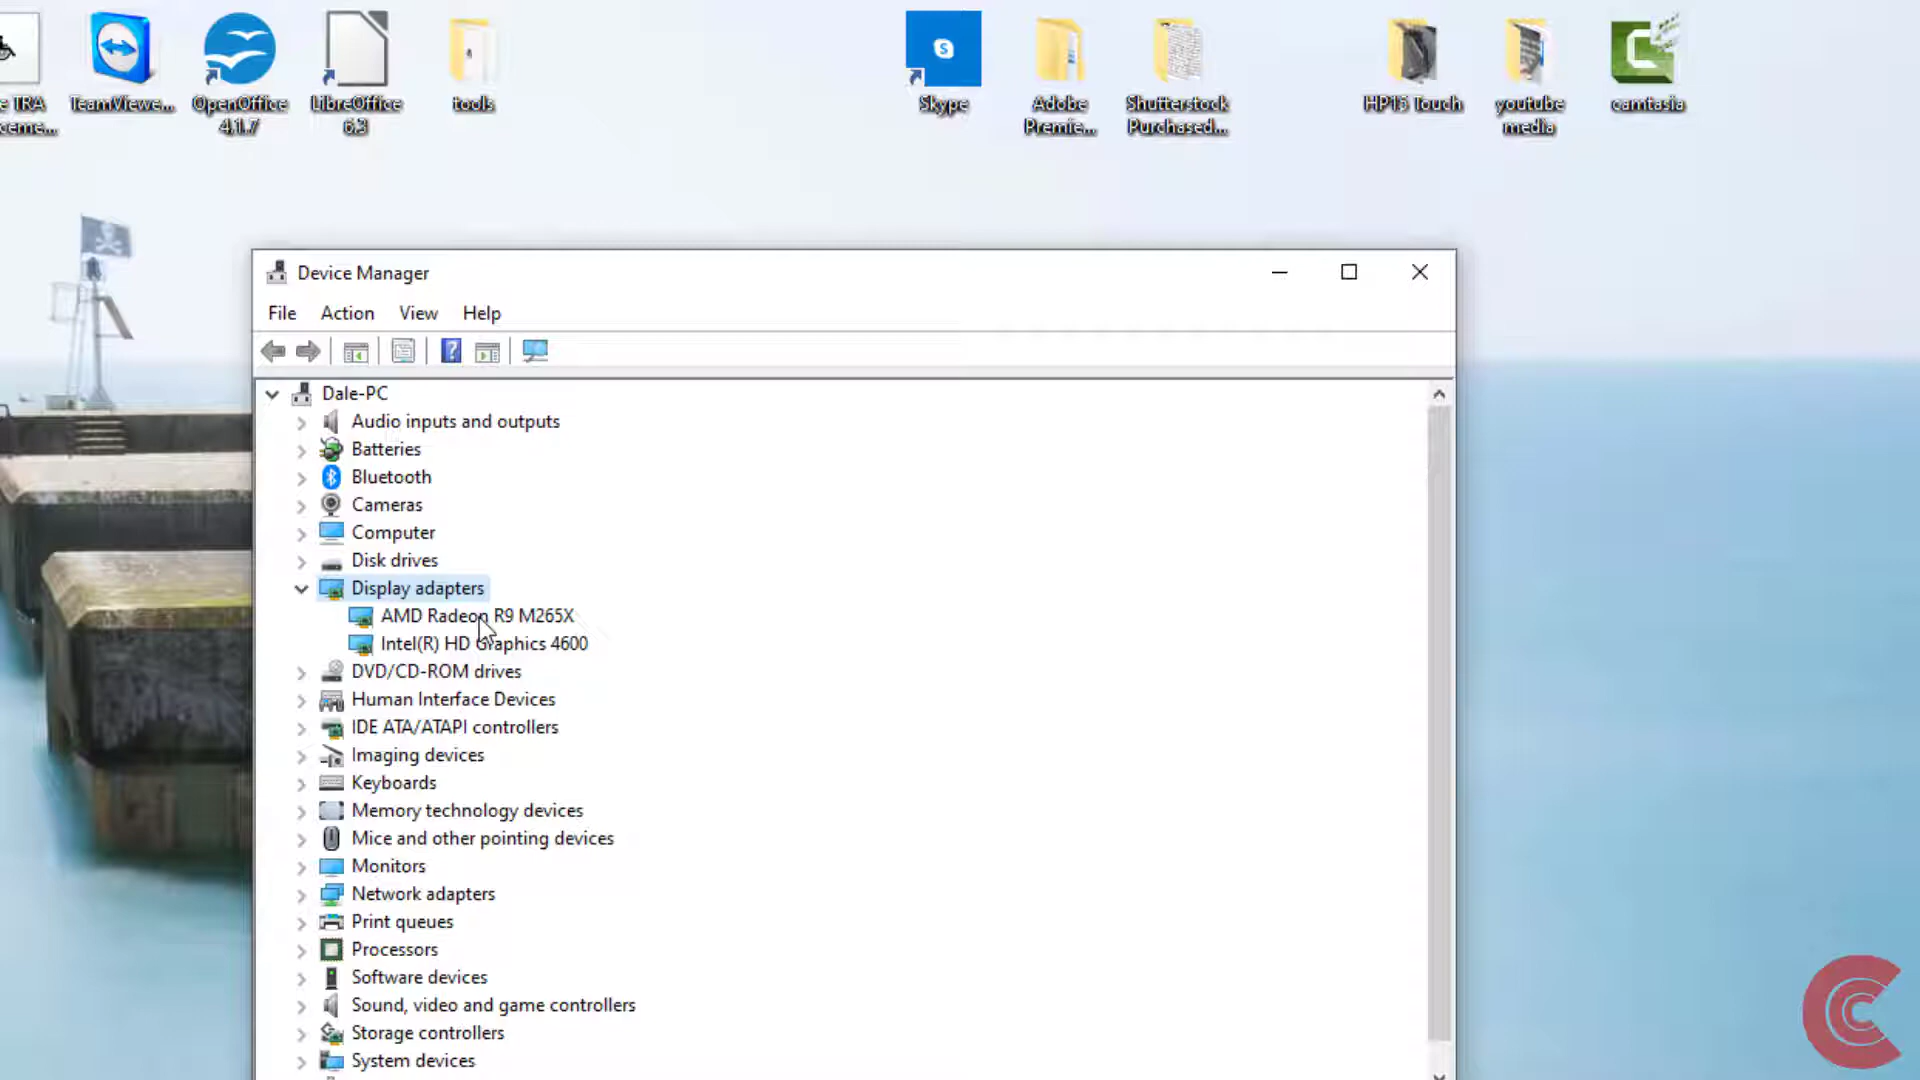 e TRA
ceme...
TeamViewe...
OpenOffice
4.1.7
LibreOffice
6.3
tools
Skype
Adobe
Premie...
Shutterstock
Purchased...
HP15 Touch
youtube
media
camtasia
Device Manager
File Action View Help
Dale-PC
Audio inputs and outputs
Batteries
Bluetooth
Cameras
Computer
Disk drives
Display adapters
AMD Radeon R9 M265X
Intel(R) HD Graphics 4600
DVD/CD-ROM drives
Human Interface Devices
IDE ATA/ATAPI controllers
Imaging devices
Keyboards
Memory technology devices
Mice and other pointing devices
Monitors
Network adapters
Print queues
Processors
Software devices
Sound, video and game controllers
Storage controllers
System devices